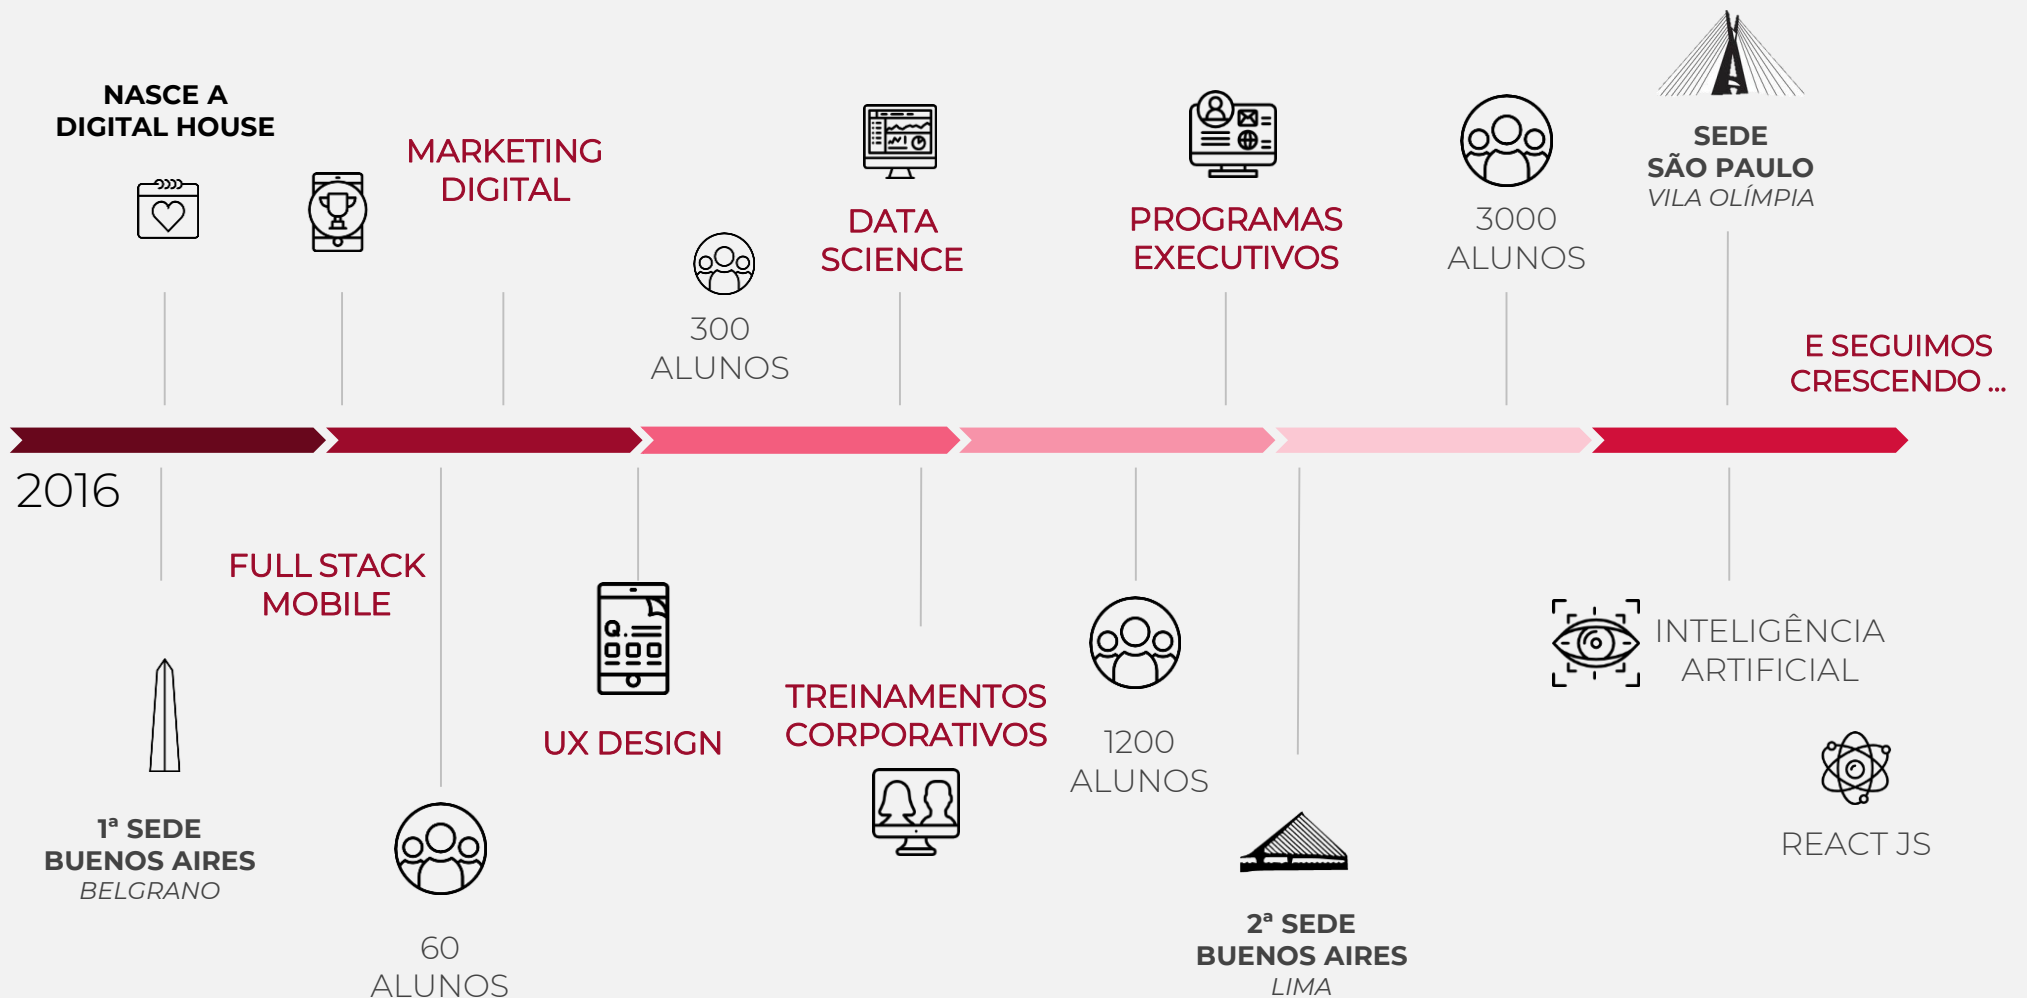 NASCE A
DIGITAL HOUSE
MARKETING
DIGITAL
300
ALUNOS
DATA
SCIENCE
PROGRAMAS
EXECUTIVOS
3000
ALUNOS
SEDE
SÃO PAULO
VILA OLÍMPIA
E SEGUIMOS
CRESCENDO ...
2016
1ª SEDE
BUENOS AIRES
BELGRANO
FULL STACK
MOBILE
60
ALUNOS
UX DESIGN
TREINAMENTOS
CORPORATIVOS
1200
ALUNOS
2ª SEDE
BUENOS AIRES
LIMA
INTELIGÊNCIA
ARTIFICIAL
REACT JS